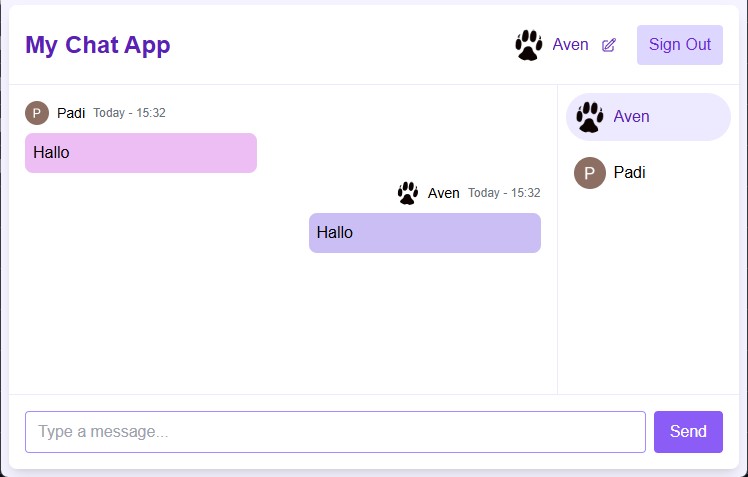 My Chat App
Aven
Sign Out
P Padi Today - 15:32
Hallo
Aven Today - 15:32
Hallo
Aven
P Padi
Type a message...
Send